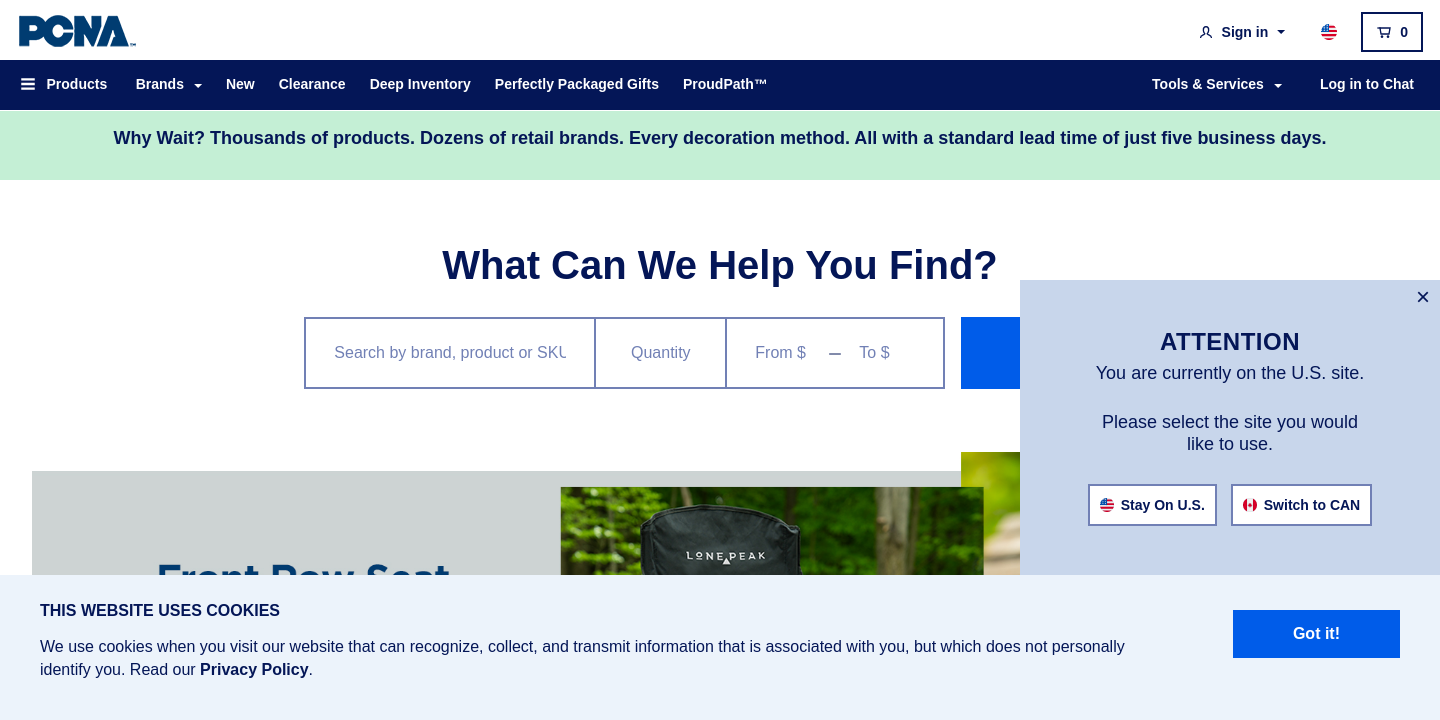 PCNA™
Sign in
0
Products
Brands
New
Clearance
Deep Inventory
Perfectly Packaged Gifts
ProudPath™
Tools & Services
Log in to Chat
Why Wait? Thousands of products. Dozens of retail brands. Every decoration method. All with a standard lead time of just five business days.
What Can We Help You Find?
Search by brand, product or SKU
Quantity
From $
–
To $
×
ATTENTION
You are currently on the U.S. site.
Please select the site you would
like to use.
Stay On U.S.
Switch to CAN
LONE PEAK
Front Row Seat
THIS WEBSITE USES COOKIES
We use cookies when you visit our website that can recognize, collect, and transmit information that is associated with you, but which does not personally
identify you. Read our Privacy Policy.
Got it!